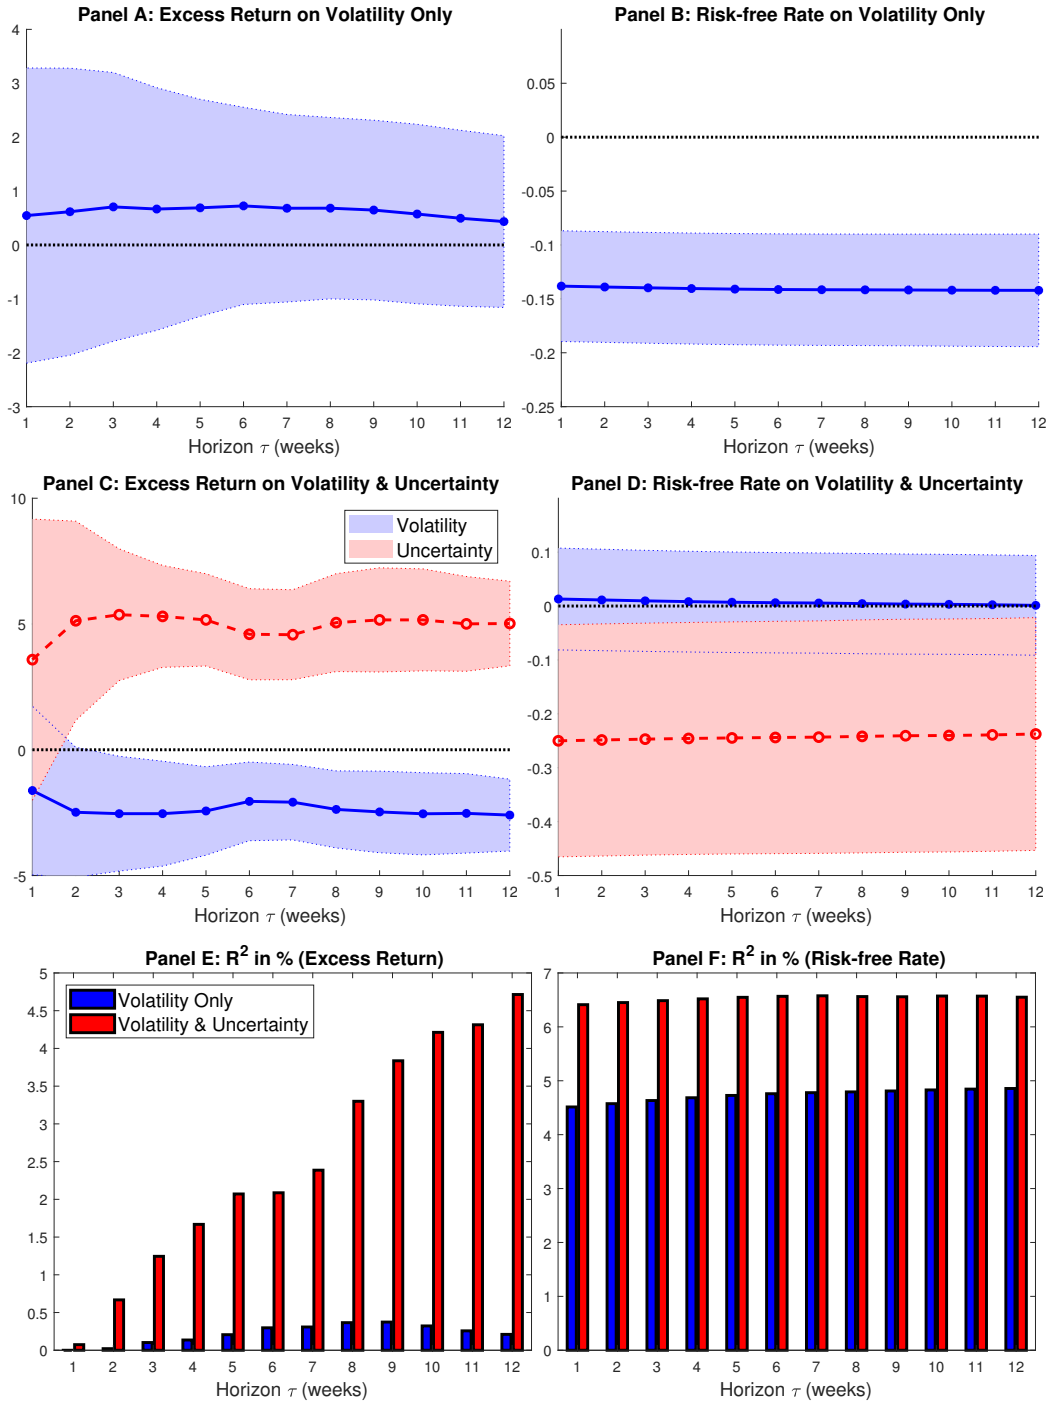 Panel A: Excess Return on Volatility Only
4
3
2
1
0
-1
-2
-3
1 2 3 4 5 6 7 8 9 10 11 12
Horizon τ (weeks)
Panel B: Risk-free Rate on Volatility Only
0.05
0
-0.05
-0.1
-0.15
-0.2
-0.25
1 2 3 4 5 6 7 8 9 10 11 12
Horizon τ (weeks)
Panel C: Excess Return on Volatility & Uncertainty
10
5
0
-5
Volatility
Uncertainty
1 2 3 4 5 6 7 8 9 10 11 12
Horizon τ (weeks)
Panel D: Risk-free Rate on Volatility & Uncertainty
0.1
0
-0.1
-0.2
-0.3
-0.4
-0.5
1 2 3 4 5 6 7 8 9 10 11 12
Horizon τ (weeks)
Panel E: R² in % (Excess Return)
5
4.5
4
3.5
3
2.5
2
1.5
1
0.5
0
Volatility Only
Volatility & Uncertainty
1 2 3 4 5 6 7 8 9 10 11 12
Horizon τ (weeks)
Panel F: R² in % (Risk-free Rate)
7
6
5
4
3
2
1
0
1 2 3 4 5 6 7 8 9 10 11 12
Horizon τ (weeks)